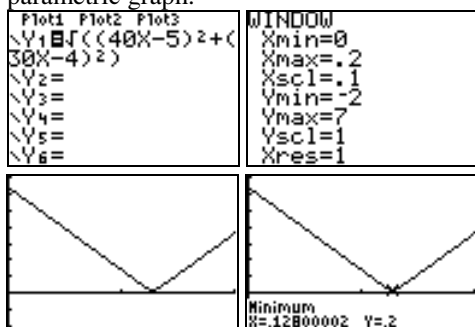 parametric graph.
Plot1 Plot2 Plot3
\Y1=√((40X-5)²+(
30X-4)²)
\Y2=
\Y3=
\Y4=
\Y5=
\Y6=
WINDOW
Xmin=0
Xmax=.2
Xscl=.1
Ymin=-2
Ymax=7
Yscl=1
Xres=1
Minimum
X=.12800002 Y=.2